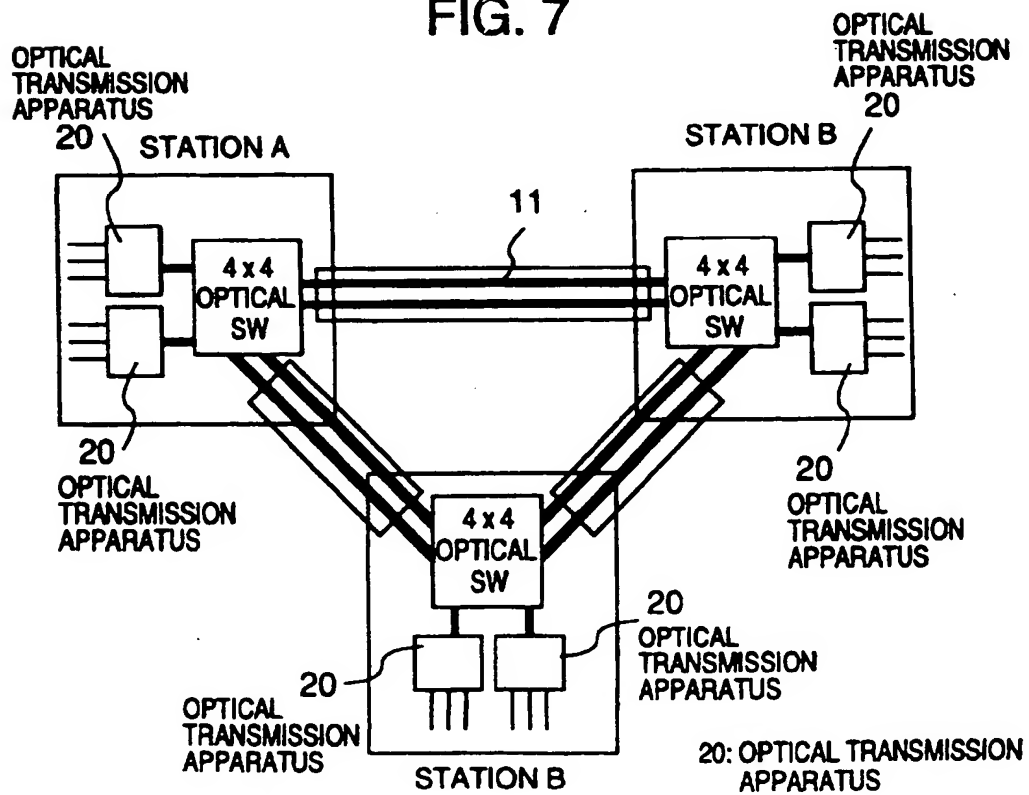 FIG. 7
OPTICAL
TRANSMISSION
APPARATUS
20
STATION A
OPTICAL
TRANSMISSION
APPARATUS
20
STATION B
11
4 x 4
OPTICAL
SW
4 x 4
OPTICAL
SW
20
OPTICAL
TRANSMISSION
APPARATUS
20
OPTICAL
TRANSMISSION
APPARATUS
4 x 4
OPTICAL
SW
20
OPTICAL
TRANSMISSION
APPARATUS
20
OPTICAL
TRANSMISSION
APPARATUS
STATION B
20: OPTICAL TRANSMISSION
APPARATUS